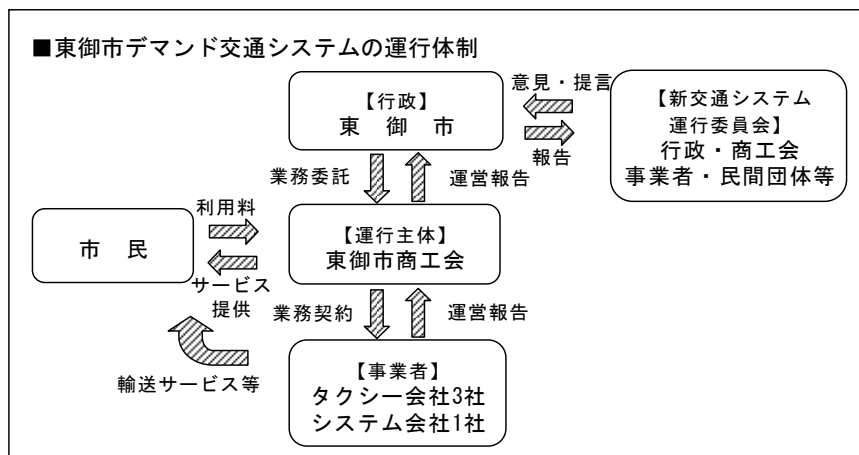 ■東御市デマンド交通システムの運行体制
【行政】
東 御 市
意見・提言
報告
【新交通システム
運行委員会】
行政・商工会
事業者・民間団体等
業務委託
運営報告
市 民
利用料
サービス
提供
【運行主体】
東御市商工会
業務契約
運営報告
輸送サービス等
【事業者】
タクシー会社3社
システム会社1社